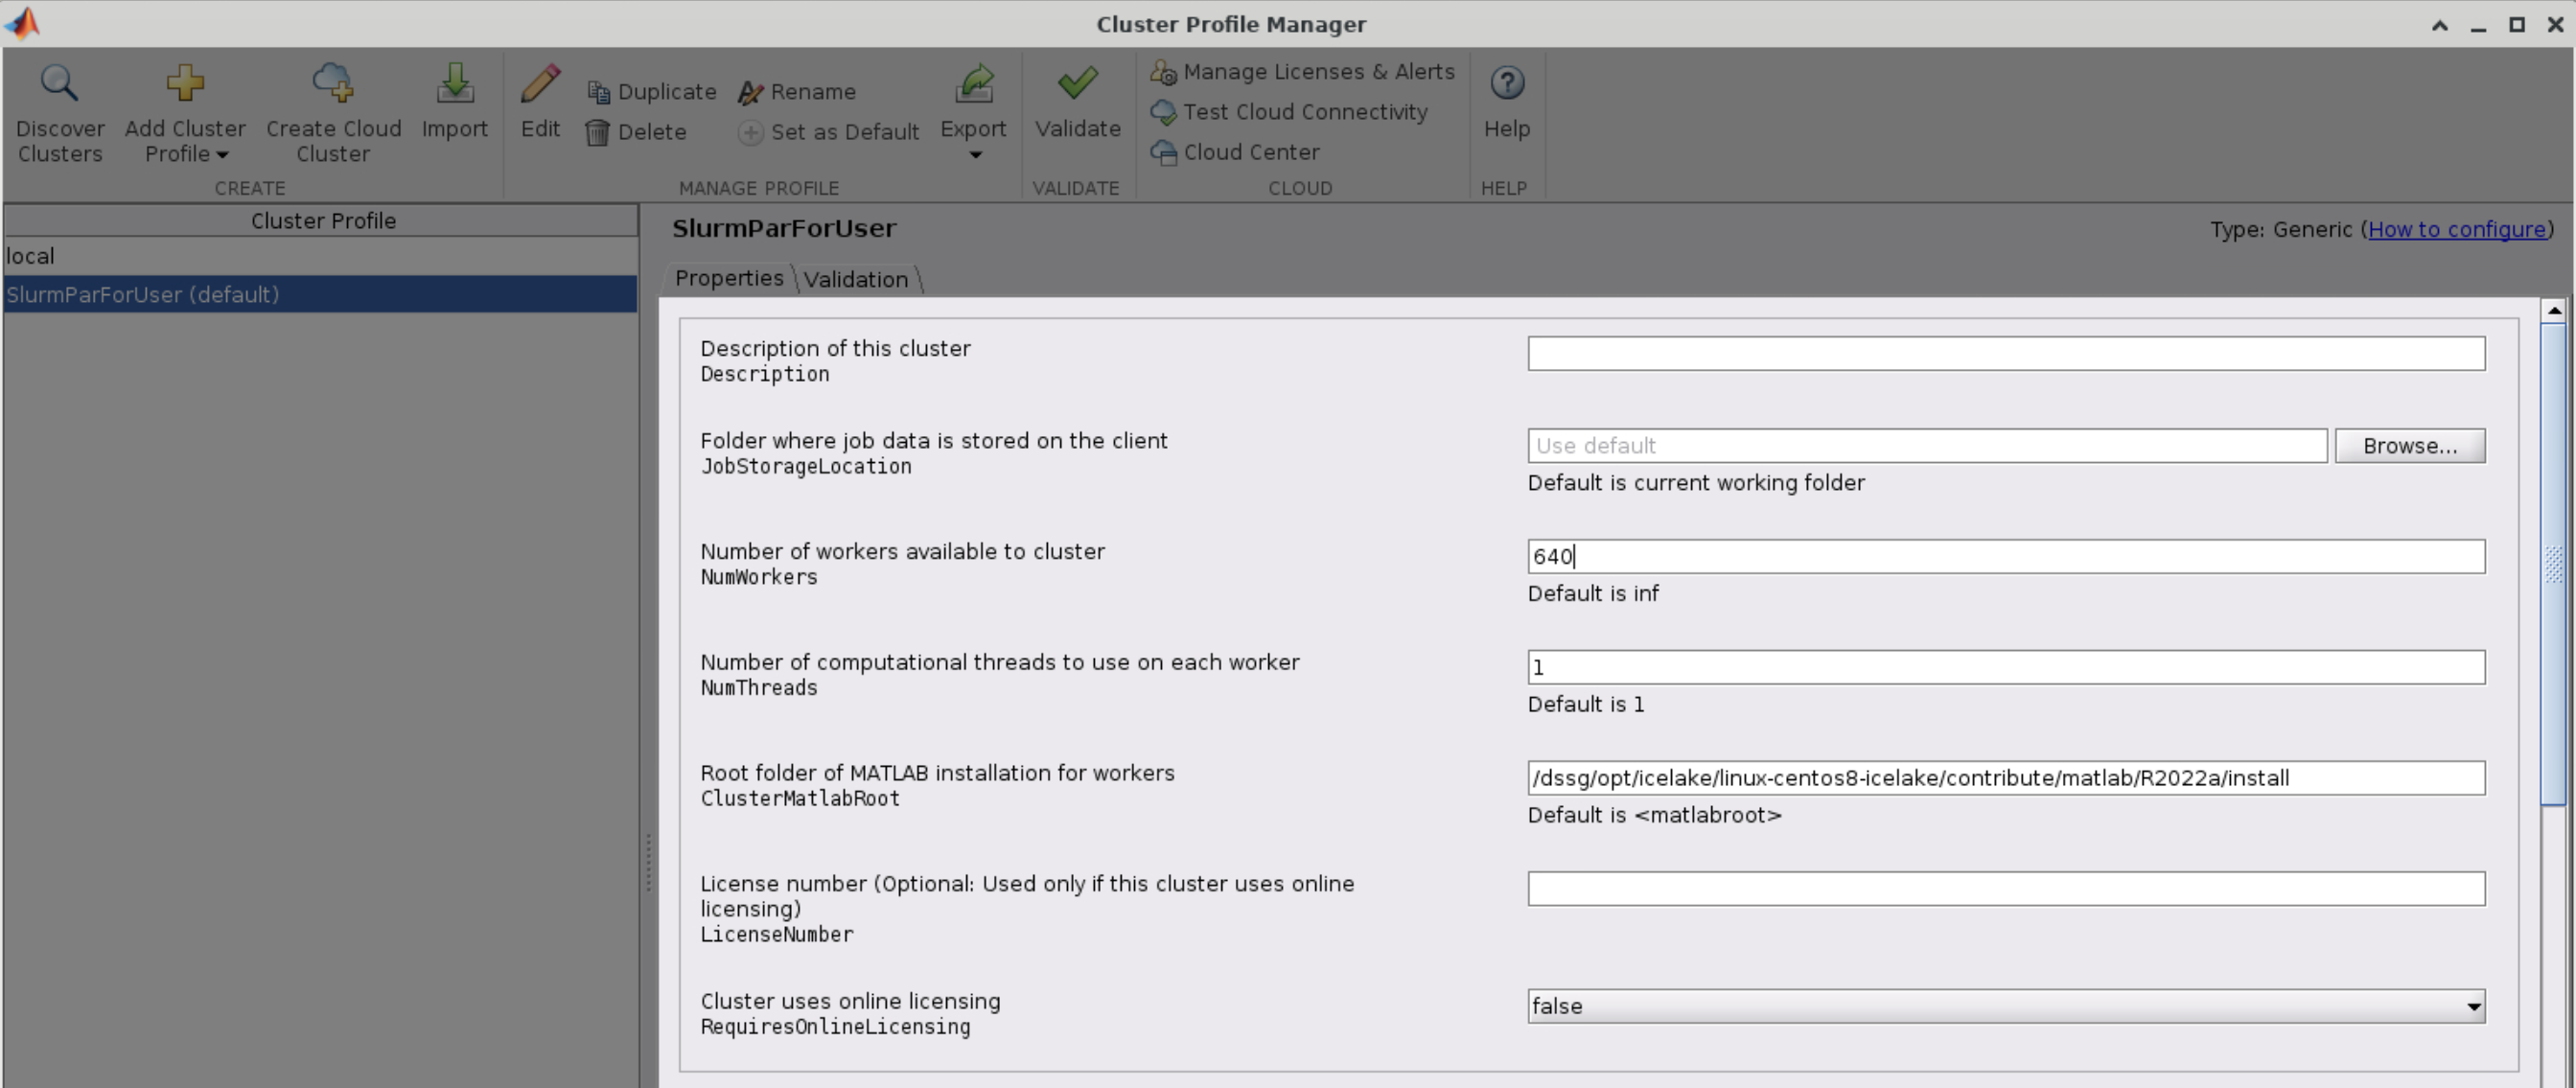 Cluster Profile Manager
Discover Clusters
Add Cluster Profile
Create Cloud Cluster
Import
CREATE
Edit
Duplicate
Delete
Rename
Set as Default
Export
MANAGE PROFILE
Validate
VALIDATE
Manage Licenses & Alerts
Test Cloud Connectivity
Cloud Center
CLOUD
Help
HELP
Cluster Profile
local
SlurmParForUser (default)
SlurmParForUser
Type: Generic (How to configure)
Properties
Validation
Description of this cluster
Description
Folder where job data is stored on the client
JobStorageLocation
Use default
Browse...
Default is current working folder
Number of workers available to cluster
NumWorkers
640
Default is inf
Number of computational threads to use on each worker
NumThreads
1
Default is 1
Root folder of MATLAB installation for workers
ClusterMatlabRoot
/dssg/opt/icelake/linux-centos8-icelake/contribute/matlab/R2022a/install
Default is <matlabroot>
License number (Optional: Used only if this cluster uses online
licensing)
LicenseNumber
Cluster uses online licensing
RequiresOnlineLicensing
false